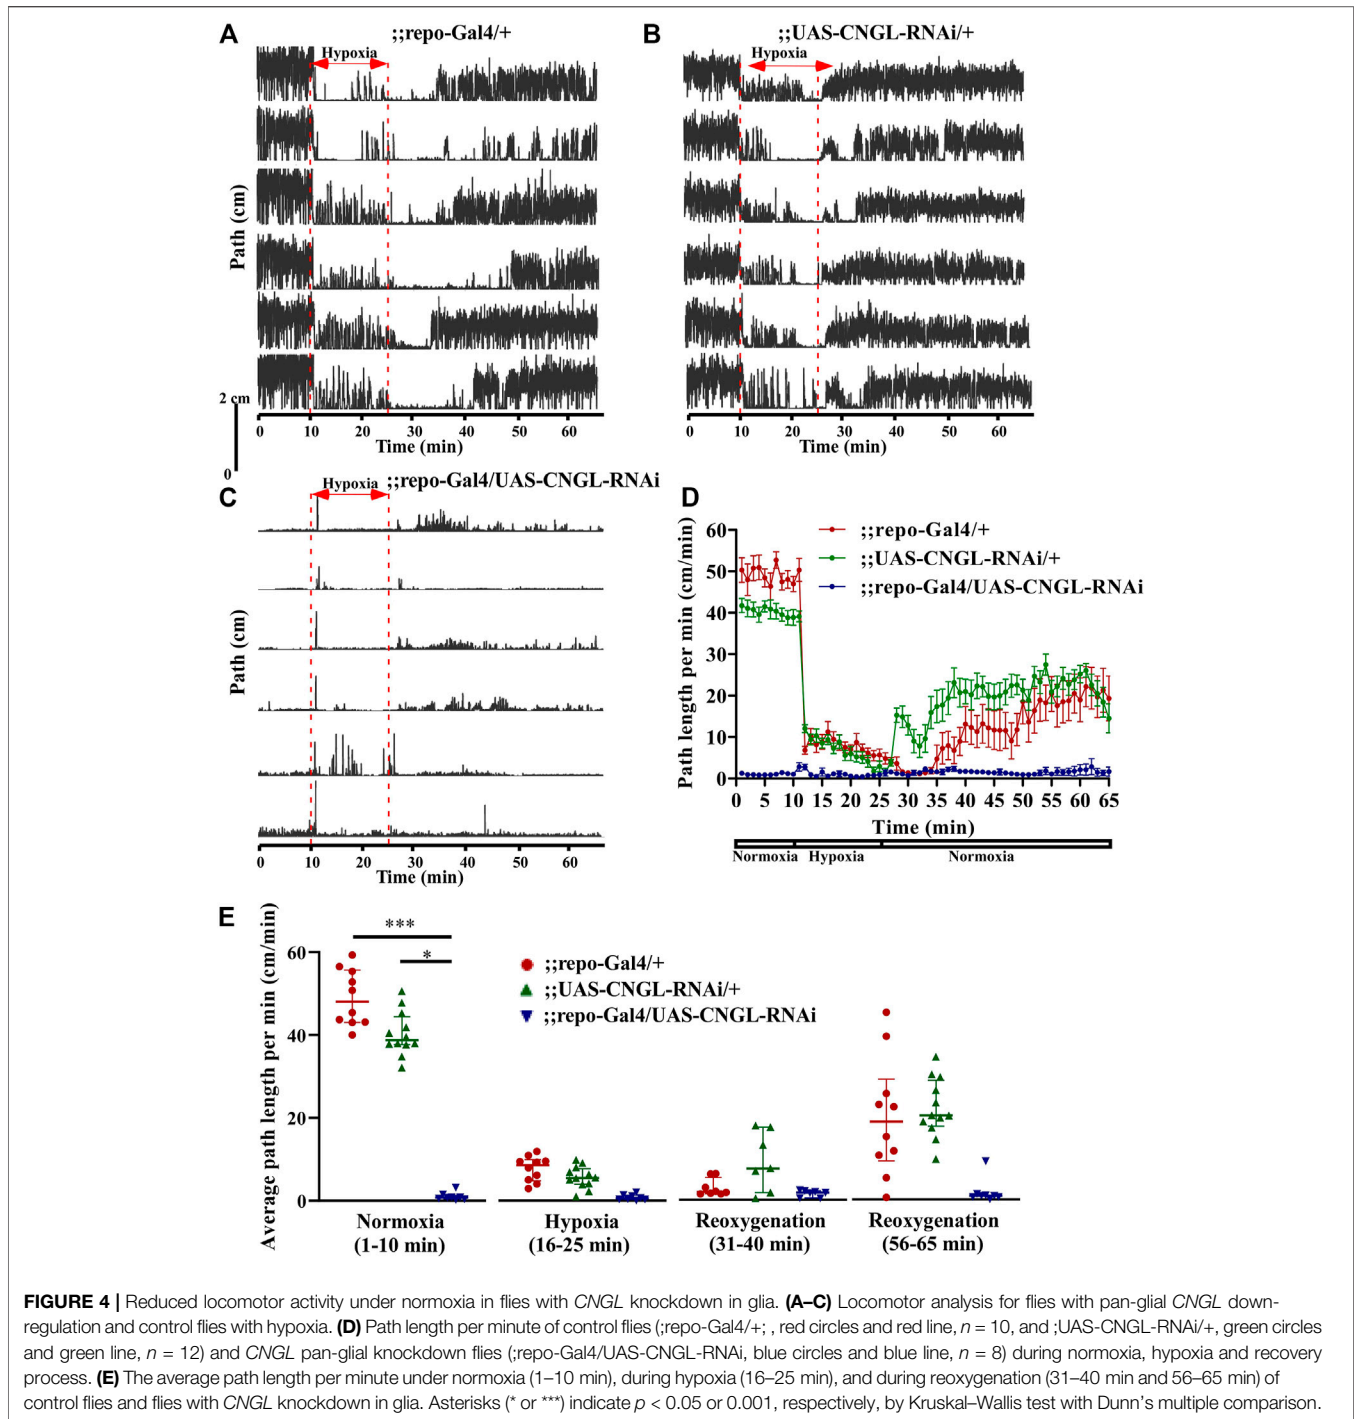 A
;;repo-Gal4/+
Hypoxia
Path (cm)
2 cm
0
0 10 20 30 40 50 60
Time (min)
B
;;UAS-CNGL-RNAi/+
Hypoxia
0 10 20 30 40 50 60
Time (min)
C
Hypoxia
;;repo-Gal4/UAS-CNGL-RNAi
Path (cm)
0 10 20 30 40 50 60
Time (min)
D
Path length per min (cm/min)
60
50
40
30
20
10
0
;;repo-Gal4/+
;;UAS-CNGL-RNAi/+
;;repo-Gal4/UAS-CNGL-RNAi
0 5 10 15 20 25 30 35 40 45 50 55 60 65
Time (min)
Normoxia Hypoxia Normoxia
E
Average path length per min (cm/min)
60
40
20
0
***
*
;;repo-Gal4/+
;;UAS-CNGL-RNAi/+
;;repo-Gal4/UAS-CNGL-RNAi
Normoxia
(1-10 min)
Hypoxia
(16-25 min)
Reoxygenation
(31-40 min)
Reoxygenation
(56-65 min)
FIGURE 4 | Reduced locomotor activity under normoxia in flies with CNGL knockdown in glia. (A–C) Locomotor analysis for flies with pan-glial CNGL down-
regulation and control flies with hypoxia. (D) Path length per minute of control flies (;repo-Gal4/+; , red circles and red line, n = 10, and ;UAS-CNGL-RNAi/+, green circles
and green line, n = 12) and CNGL pan-glial knockdown flies (;repo-Gal4/UAS-CNGL-RNAi, blue circles and blue line, n = 8) during normoxia, hypoxia and recovery
process. (E) The average path length per minute under normoxia (1–10 min), during hypoxia (16–25 min), and during reoxygenation (31–40 min and 56–65 min) of
control flies and flies with CNGL knockdown in glia. Asterisks (* or ***) indicate p < 0.05 or 0.001, respectively, by Kruskal–Wallis test with Dunn's multiple comparison.